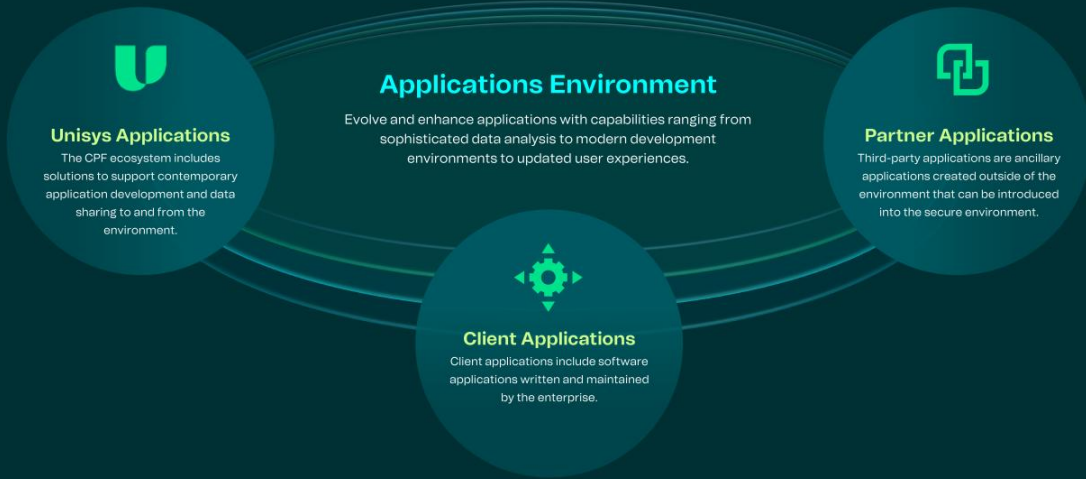 Applications Environment
Evolve and enhance applications with capabilities ranging from
sophisticated data analysis to modern development
environments to updated user experiences.
Unisys Applications
The CPF ecosystem includes
solutions to support contemporary
application development and data
sharing to and from the
environment.
Partner Applications
Third-party applications are ancillary
applications created outside of the
environment that can be introduced
into the secure environment.
Client Applications
Client applications include software
applications written and maintained
by the enterprise.